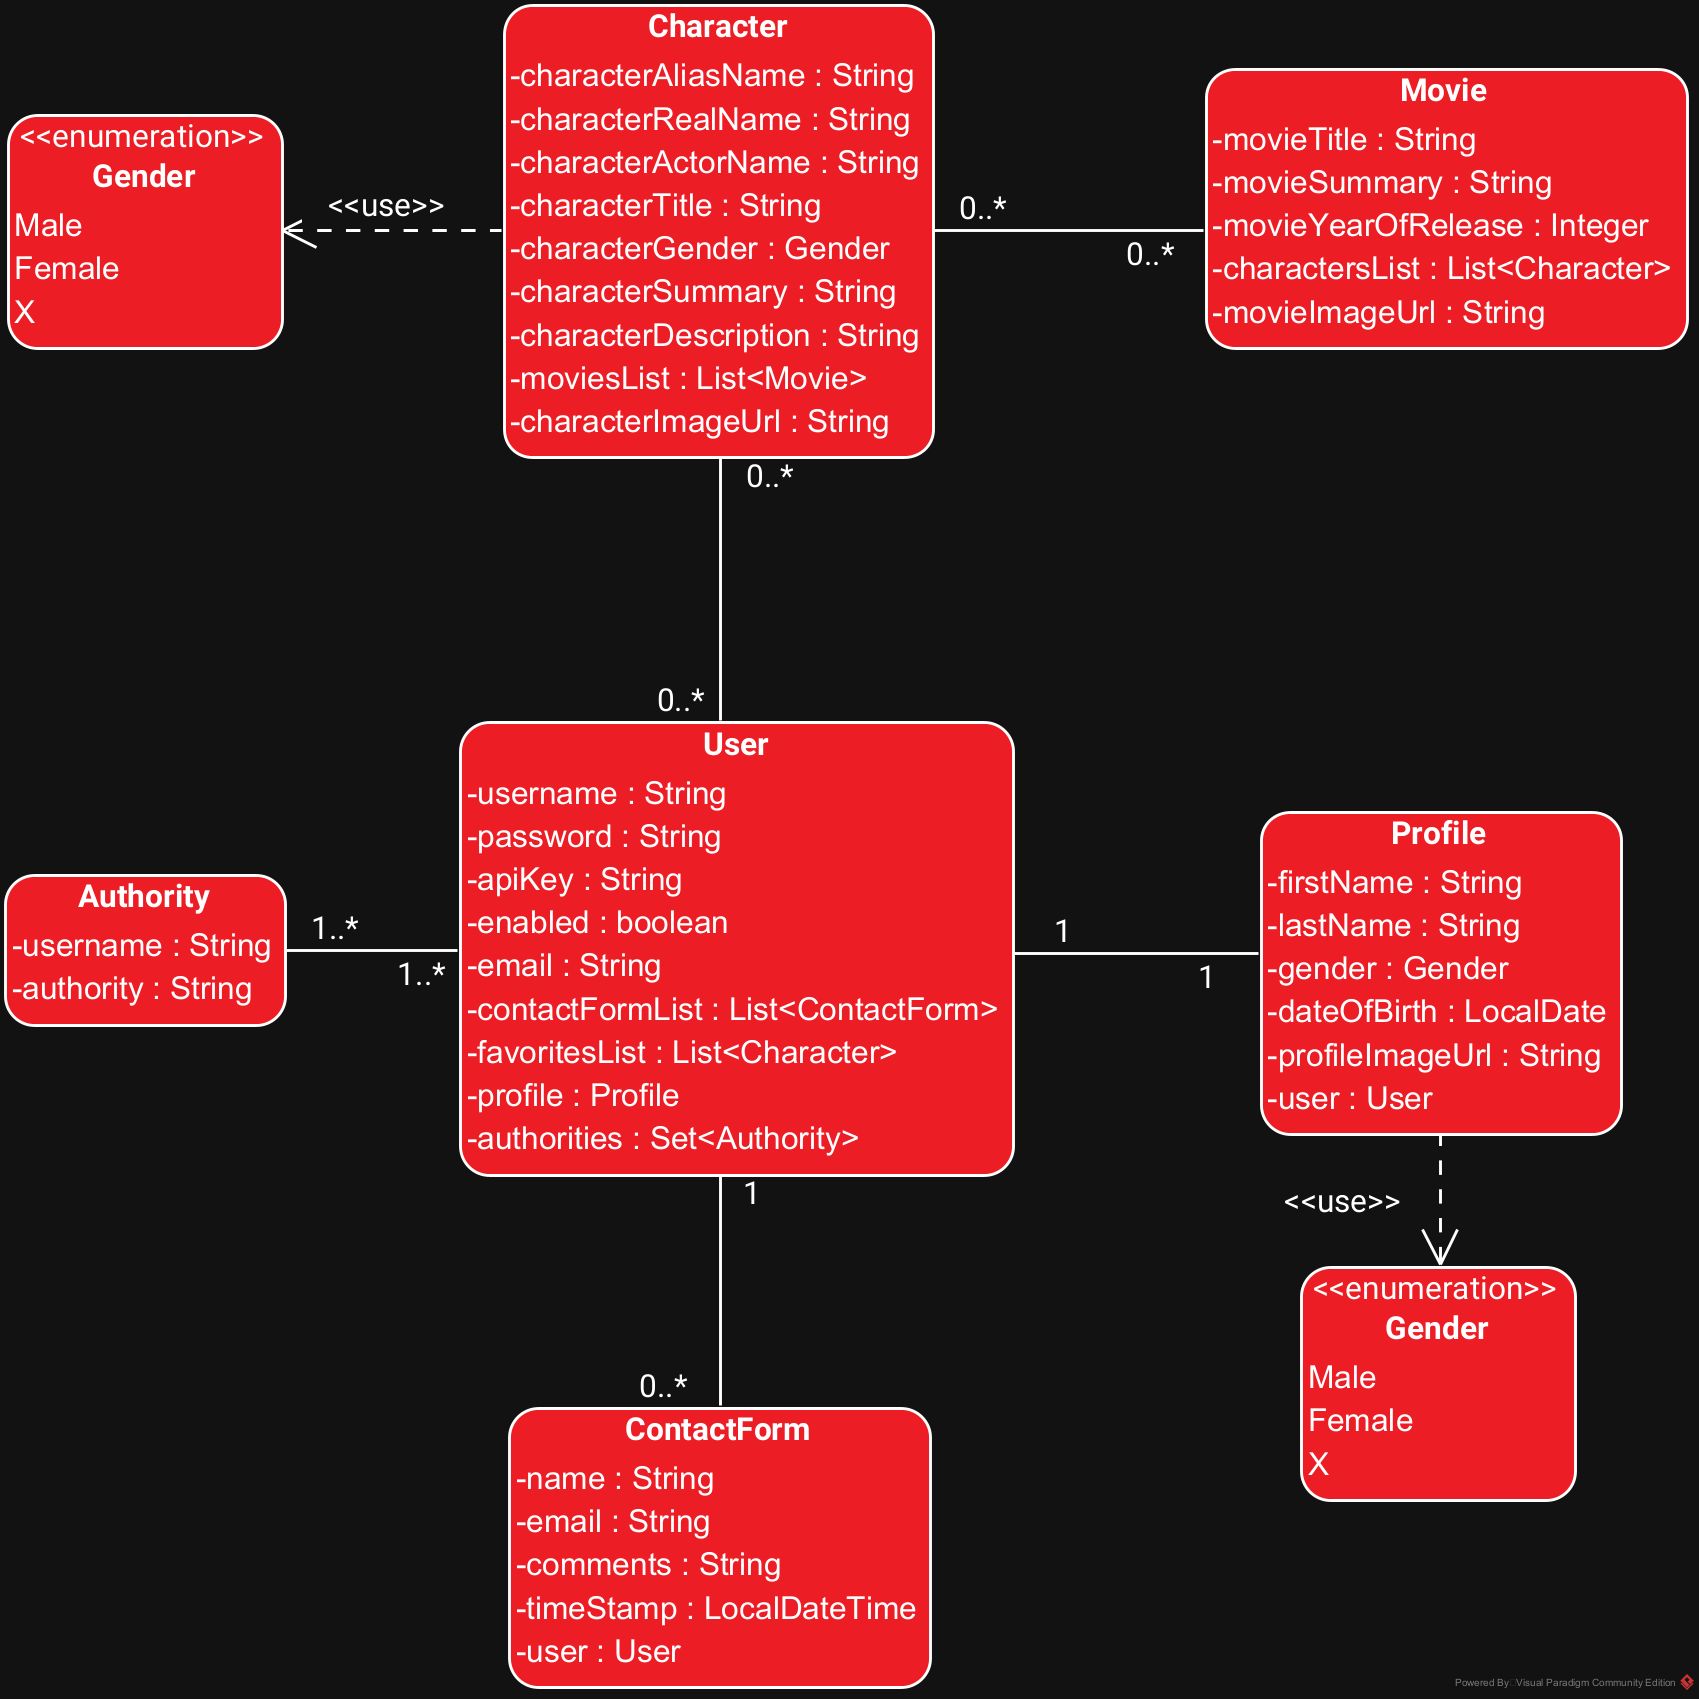 Character
-characterAliasName : String
-characterRealName : String
-characterActorName : String
-characterTitle : String
-characterGender : Gender
-characterSummary : String
-characterDescription : String
-moviesList : List<Movie>
-characterImageUrl : String
Movie
-movieTitle : String
-movieSummary : String
-movieYearOfRelease : Integer
-charactersList : List<Character>
-movieImageUrl : String
<<enumeration>>
Gender
Male
Female
X
<<use>>
0..*
0..*
0..*
0..*
User
-username : String
-password : String
-apiKey : String
-enabled : boolean
-email : String
-contactFormList : List<ContactForm>
-favoritesList : List<Character>
-profile : Profile
-authorities : Set<Authority>
Authority
-username : String
-authority : String
1..*
1..*
1
1
Profile
-firstName : String
-lastName : String
-gender : Gender
-dateOfBirth : LocalDate
-profileImageUrl : String
-user : User
<<use>>
<<enumeration>>
Gender
Male
Female
X
1
0..*
ContactForm
-name : String
-email : String
-comments : String
-timeStamp : LocalDateTime
-user : User
Powered By Visual Paradigm Community Edition